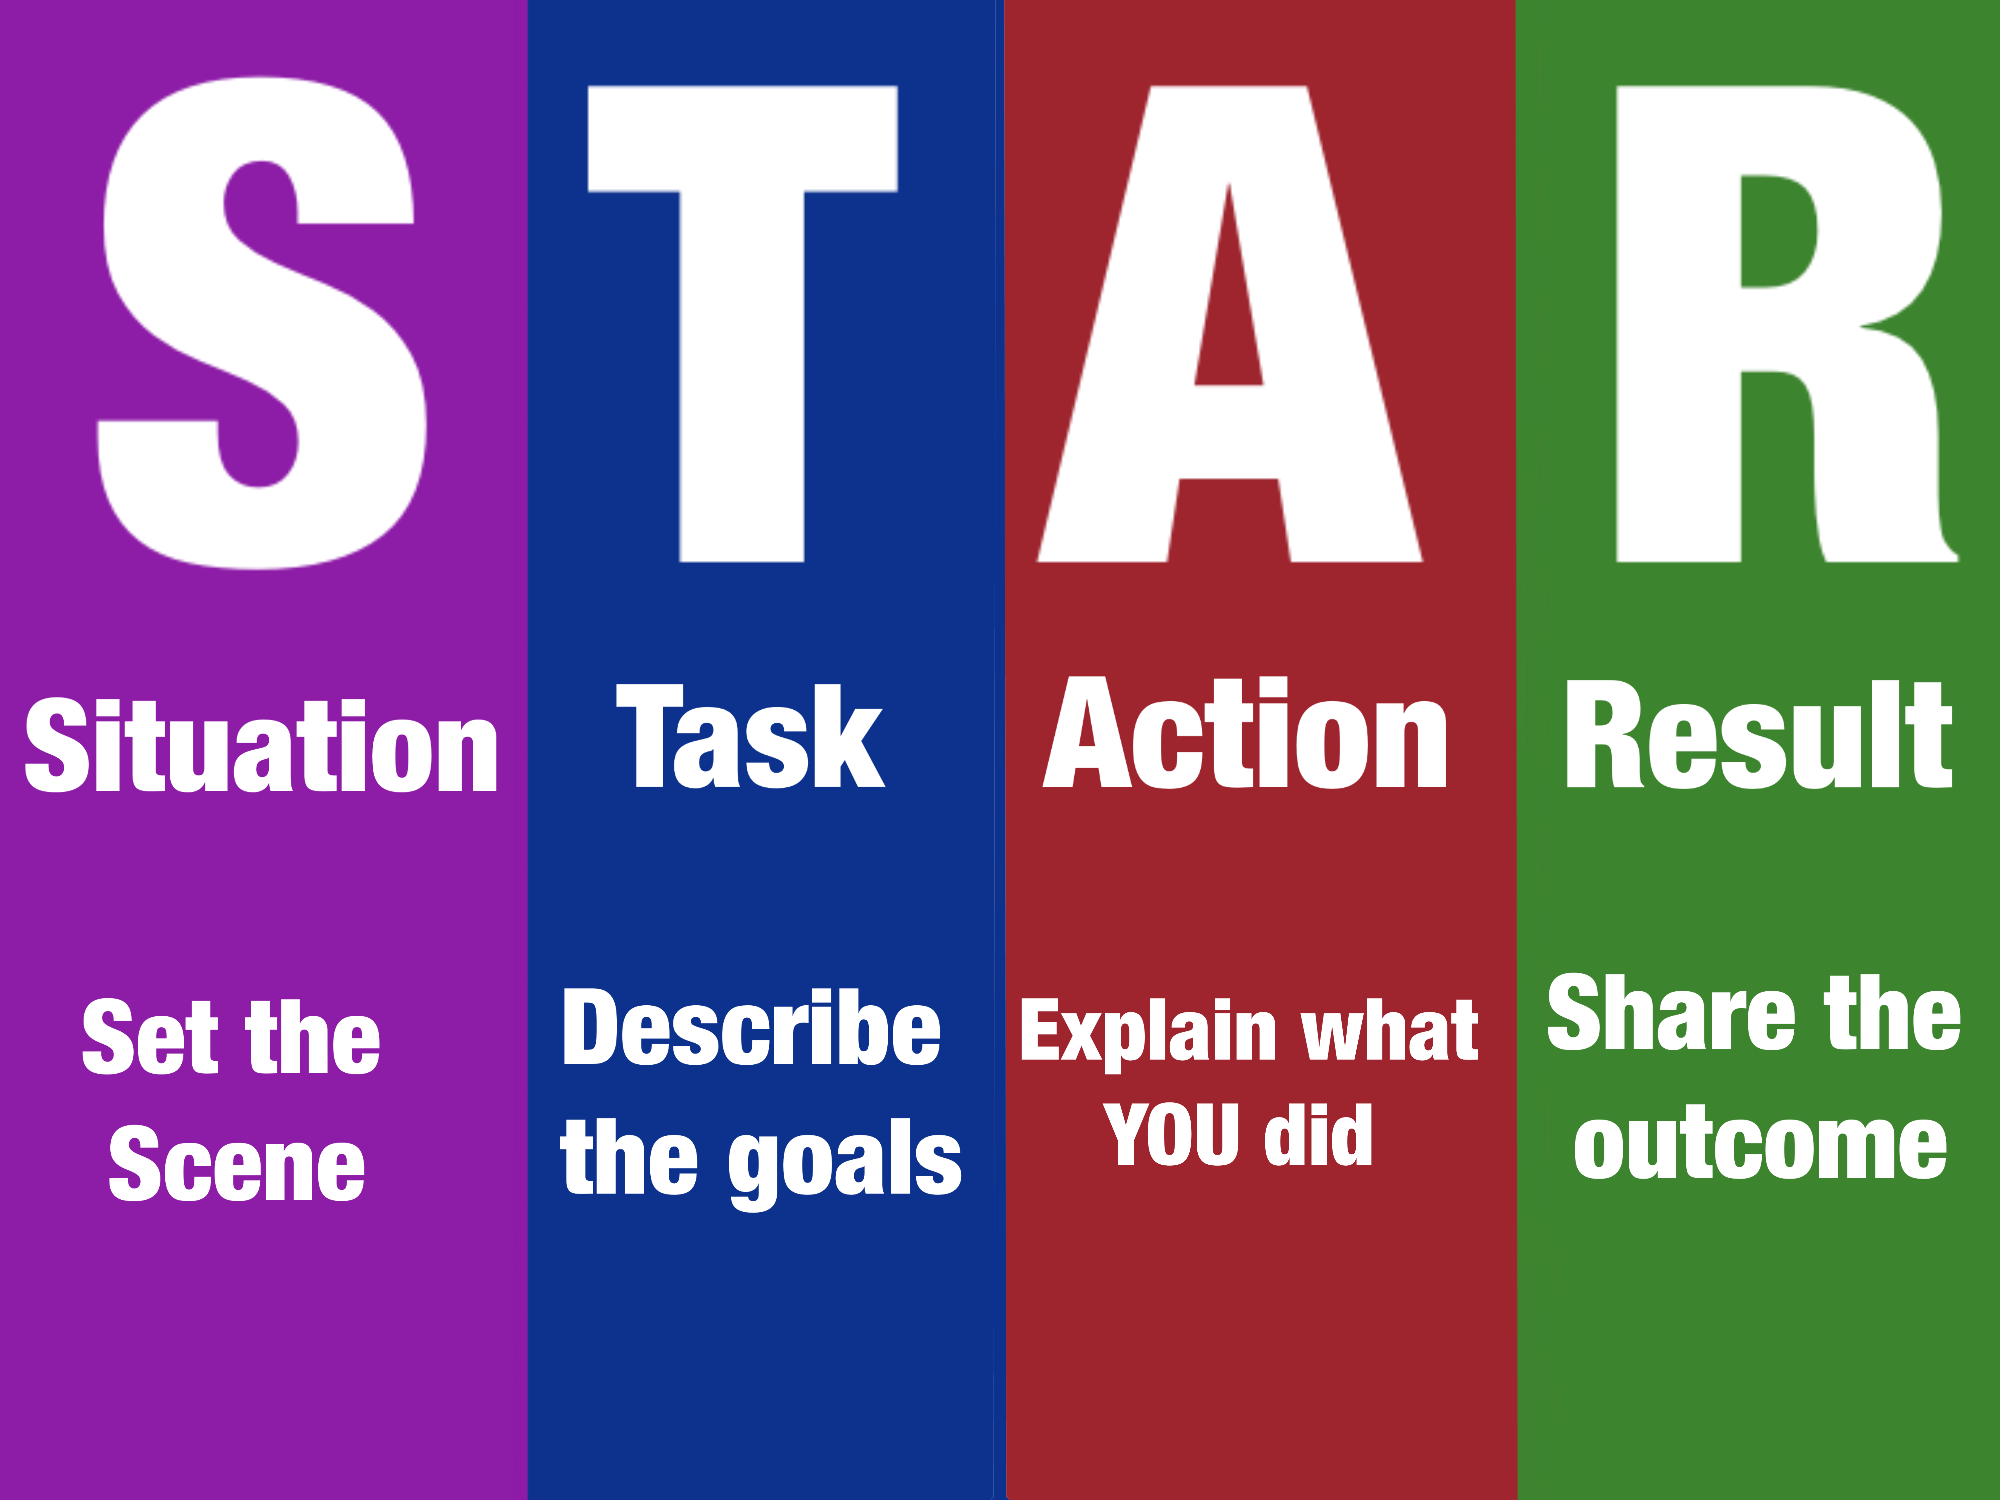 S T A R
Situation
Task
Action
Result
Set the
Scene
Describe
the goals
Explain what
YOU did
Share the
outcome